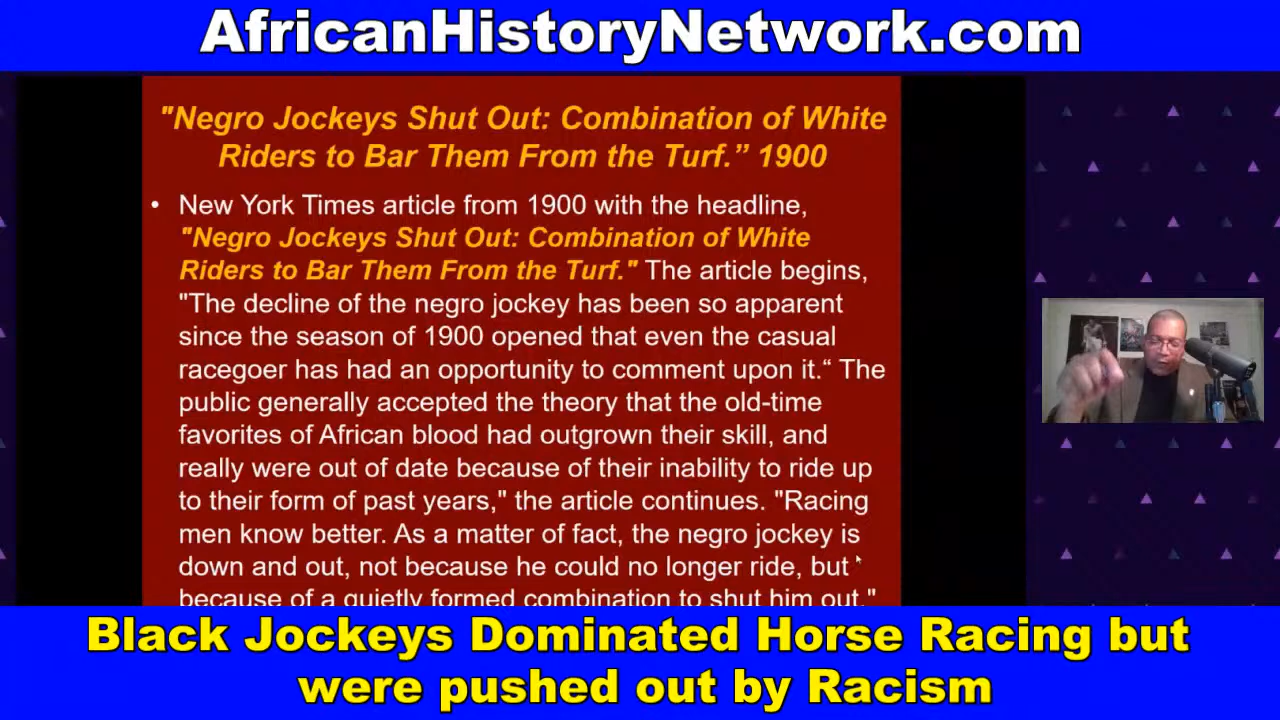 AfricanHistoryNetwork.com
"Negro Jockeys Shut Out: Combination of White
Riders to Bar Them From the Turf.” 1900
• New York Times article from 1900 with the headline,
"Negro Jockeys Shut Out: Combination of White
Riders to Bar Them From the Turf." The article begins,
"The decline of the negro jockey has been so apparent
since the season of 1900 opened that even the casual
racegoer has had an opportunity to comment upon it.“ The
public generally accepted the theory that the old-time
favorites of African blood had outgrown their skill, and
really were out of date because of their inability to ride up
to their form of past years," the article continues. "Racing
men know better. As a matter of fact, the negro jockey is
down and out, not because he could no longer ride, but
because of a quietly formed combination to shut him out."
Black Jockeys Dominated Horse Racing but
were pushed out by Racism